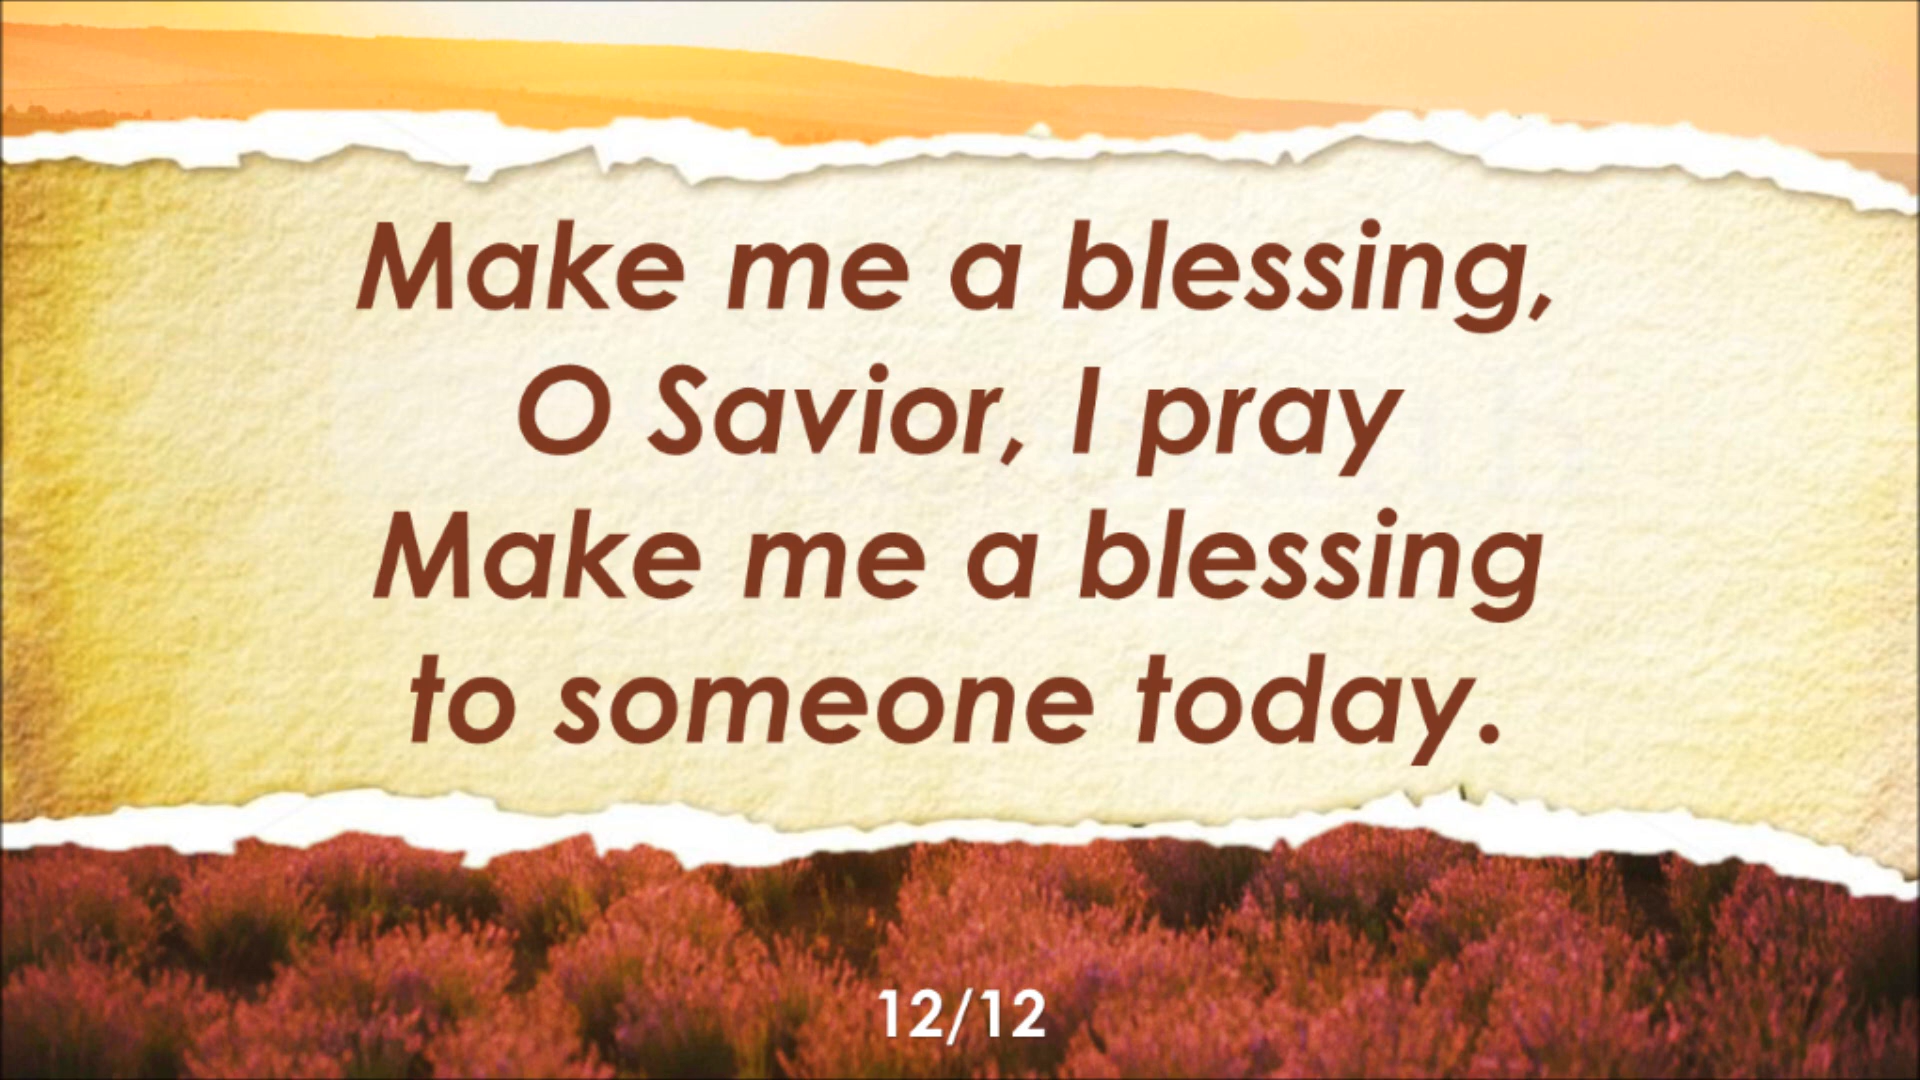 Make me a blessing,
O Savior, I pray
Make me a blessing
to someone today.
12/12